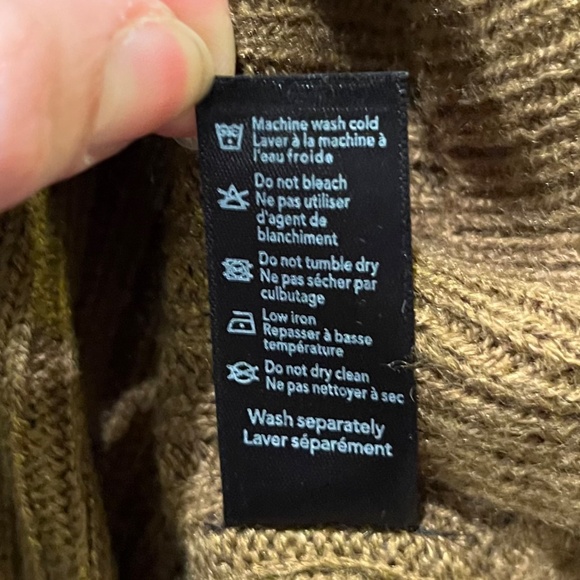 Machine wash cold
Laver à la machine à
l'eau froide
Do not bleach
Ne pas utiliser
d'agent de
blanchiment
Do not tumble dry
Ne pas sécher par
culbutage
Low iron
Repasser à basse
température
Do not dry clean
Ne pas nettoyer à sec
Wash separately
Laver séparément